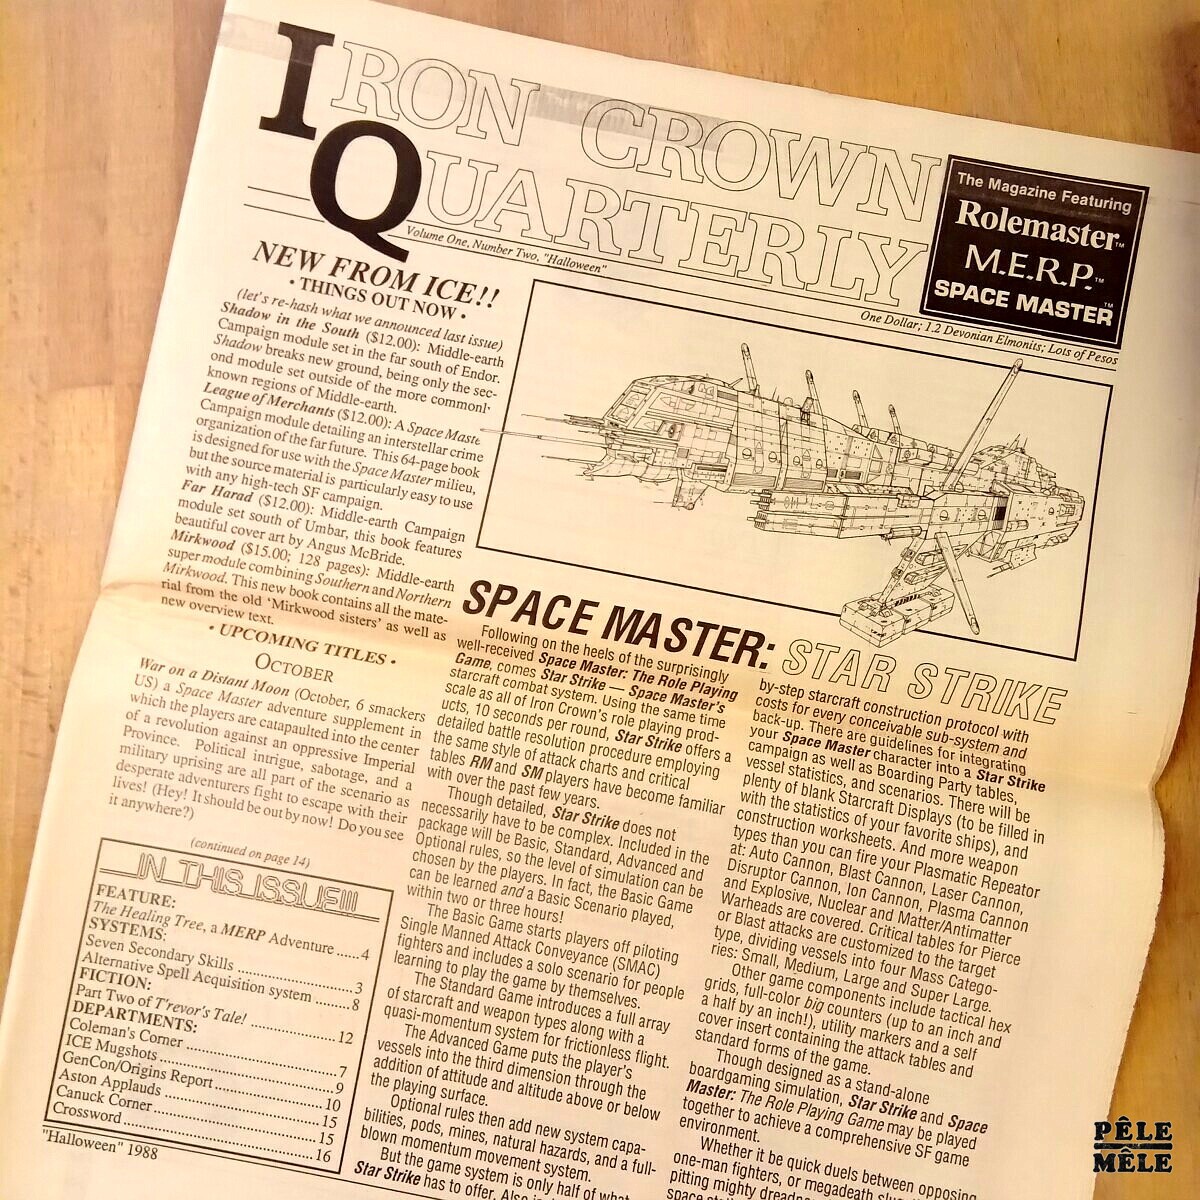 IRON CROWN
QUARTERLY
Volume One, Number Two, "Halloween"
The Magazine Featuring
Rolemaster™
M.E.R.P.™
SPACE MASTER™
One Dollar; 1.2 Devonian Elmonits; Lots of Pesos
NEW FROM ICE!!
• THINGS OUT NOW •
(let's re-hash what we announced last issue)
Shadow in the South ($12.00): Middle-earth
Campaign module set in the far south of Endor.
Shadow breaks new ground, being only the sec-
ond module set outside of the more commonl
known regions of Middle-earth.
League of Merchants ($12.00): A Space Maste
Campaign module detailing an interstellar crime
organization of the far future. This 64-page book
is designed for use with the Space Master milieu,
but the source material is particularly easy to use
with any high-tech SF campaign.
Far Harad ($12.00): Middle-earth Campaign
module set south of Umbar, this book features
beautiful cover art by Angus McBride.
Mirkwood ($15.00; 128 pages): Middle-earth
super module combining Southern and Northern
Mirkwood. This new book contains all the mate-
rial from the old 'Mirkwood sisters' as well as
new overview text.
• UPCOMING TITLES •
OCTOBER
War on a Distant Moon (October, 6 smackers
US) a Space Master adventure supplement in
which the players are catapaulted into the center
of a revolution against an oppressive Imperial
Province. Political intrigue, sabotage, and a
military uprising are all part of the scenario as
desperate adventurers fight to escape with their
lives! (Hey! It should be out by now! Do you see
it anywhere?)
(continued on page 14)
IN THIS ISSUE!!!
FEATURE:
The Healing Tree, a MERP Adventure ..... 4
SYSTEMS:
Seven Secondary Skills .................... 3
Alternative Spell Acquisition system ....... 8
FICTION:
Part Two of T'revor's Tale! ................ 12
DEPARTMENTS:
Coleman's Corner .......................... 7
ICE Mugshots .............................. 9
GenCon/Origins Report ..................... 10
Aston Applauds ............................ 15
Canuck Corner ............................. 15
Crossword ................................. 16
"Halloween" 1988
SPACE MASTER: STAR STRIKE
Following on the heels of the surprisingly
well-received Space Master: The Role Playing
Game, comes Star Strike — Space Master's
starcraft combat system. Using the same time
scale as all of Iron Crown's role playing prod-
ucts, 10 seconds per round, Star Strike offers a
detailed battle resolution procedure employing
the same style of attack charts and critical
tables RM and SM players have become familiar
with over the past few years.
Though detailed, Star Strike does not
necessarily have to be complex. Included in the
package will be Basic, Standard, Advanced and
Optional rules, so the level of simulation can be
chosen by the players. In fact, the Basic Game
can be learned and a Basic Scenario played,
within two or three hours!
The Basic Game starts players off piloting
Single Manned Attack Conveyance (SMAC)
fighters and includes a solo scenario for people
learning to play the game by themselves.
The Standard Game introduces a full array
of starcraft and weapon types along with a
quasi-momentum system for frictionless flight.
The Advanced Game puts the player's
vessels into the third dimension through the
addition of attitude and altitude above or below
the playing surface.
Optional rules then add new system capa-
bilities, pods, mines, natural hazards, and a full-
blown momentum movement system.
But the game system is only half of what
Star Strike has to offer. Also
by-step starcraft construction protocol with
costs for every conceivable sub-system and
back-up. There are guidelines for integrating
your Space Master character into a Star Strike
campaign as well as Boarding Party tables,
vessel statistics, and scenarios. There will be
plenty of blank Starcraft Displays (to be filled in
with the statistics of your favorite ships), and
construction worksheets. And more weapon
types than you can fire your Plasmatic Repeator
at: Auto Cannon, Blast Cannon, Laser Cannon,
Disruptor Cannon, Ion Cannon, Plasma Cannon
and Explosive, Nuclear and Matter/Antimatter
Warheads are covered. Critical tables for Pierce
or Blast attacks are customized to the target
type, dividing vessels into four Mass Catego-
ries: Small, Medium, Large and Super Large.
Other game components include tactical hex
grids, full-color big counters (up to an inch and
a half by an inch!), utility markers and a self
cover insert containing the attack tables and
standard forms of the game.
Though designed as a stand-alone
boardgaming simulation, Star Strike and Space
Master: The Role Playing Game may be played
together to achieve a comprehensive SF game
environment.
Whether it be quick duels between opposing
one-man fighters, or megadeath
pitting mighty
PÊLE
MÊLE